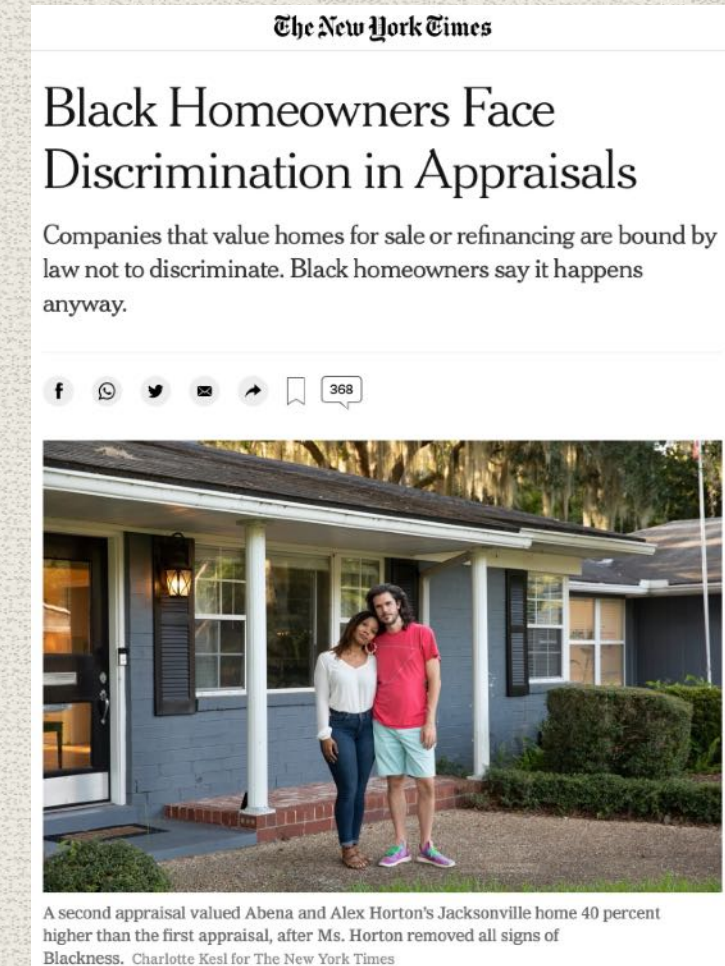 The New York Times
Black Homeowners Face
Discrimination in Appraisals
Companies that value homes for sale or refinancing are bound by
law not to discriminate. Black homeowners say it happens
anyway.
368
A second appraisal valued Abena and Alex Horton's Jacksonville home 40 percent
higher than the first appraisal, after Ms. Horton removed all signs of
Blackness. Charlotte Kesl for The New York Times